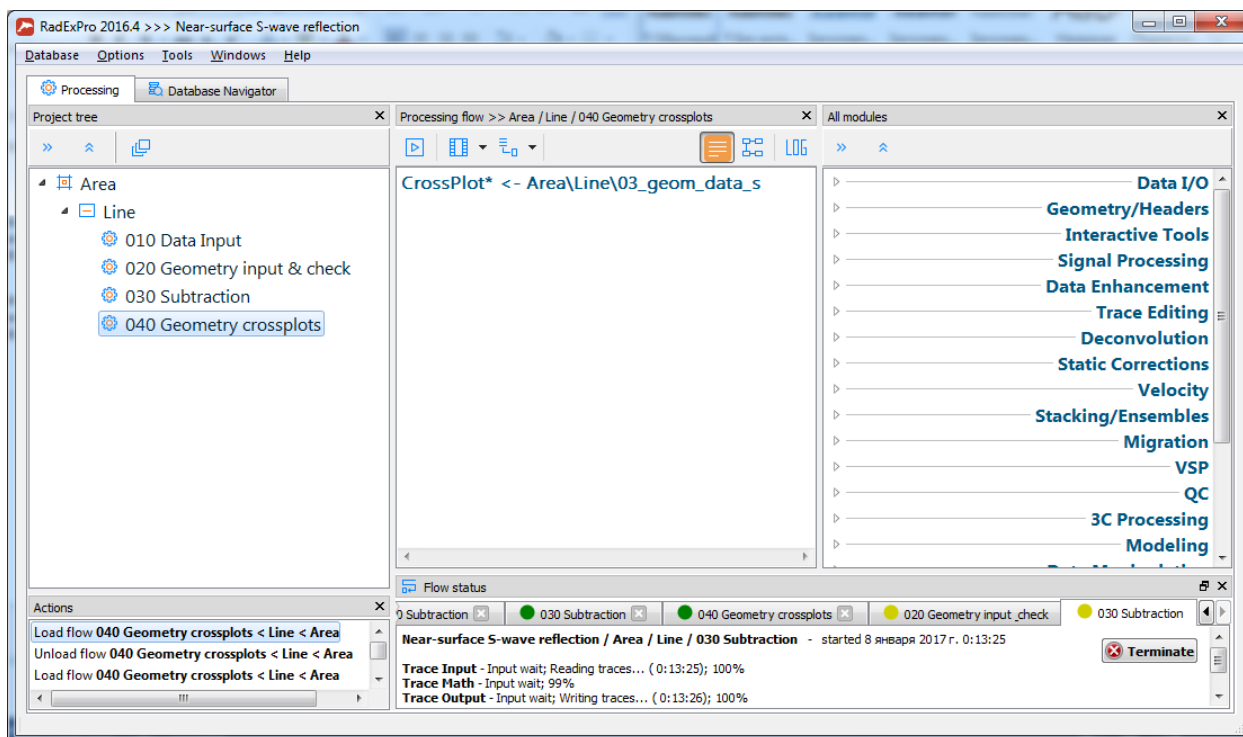 RadExPro 2016.4 >>> Near-surface S-wave reflection
Database Options Tools Windows Help
Processing Database Navigator
Project tree
Area
Line
010 Data Input
020 Geometry input & check
030 Subtraction
040 Geometry crossplots
Processing flow >> Area / Line / 040 Geometry crossplots
LOG
CrossPlot* <- Area\Line\03_geom_data_s
All modules
Data I/O
Geometry/Headers
Interactive Tools
Signal Processing
Data Enhancement
Trace Editing
Deconvolution
Static Corrections
Velocity
Stacking/Ensembles
Migration
VSP
QC
3C Processing
Modeling
Actions
Load flow 040 Geometry crossplots < Line < Area
Unload flow 040 Geometry crossplots < Line < Area
Load flow 040 Geometry crossplots < Line < Area
Flow status
0 Subtraction 030 Subtraction 040 Geometry crossplots 020 Geometry input_check 030 Subtraction
Near-surface S-wave reflection / Area / Line / 030 Subtraction - started 8 января 2017 г. 0:13:25
Terminate
Trace Input - Input wait; Reading traces... ( 0:13:25); 100%
Trace Math - Input wait; 99%
Trace Output - Input wait; Writing traces... ( 0:13:26); 100%